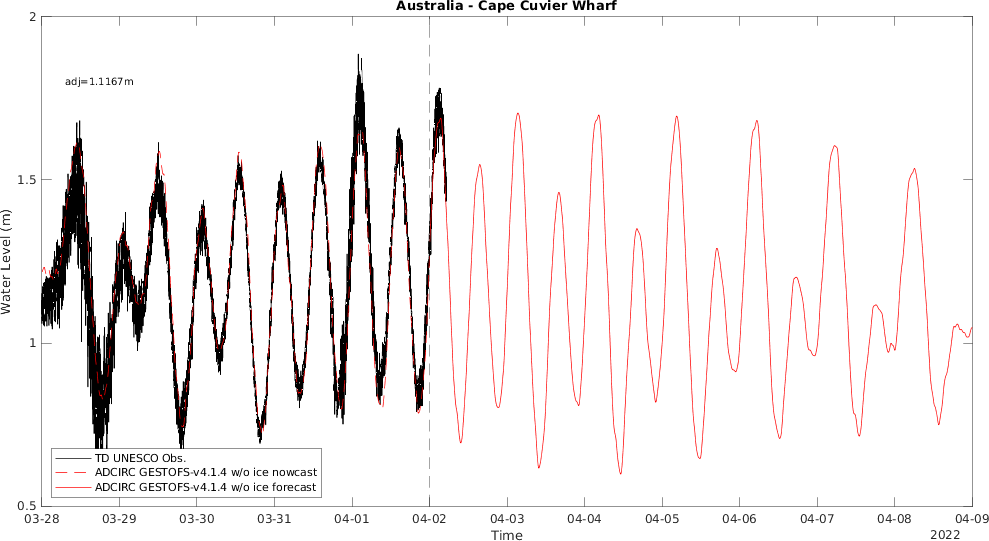 Australia - Cape Cuvier Wharf
2
adj=1.1167m
1.5
Water Level (m)
1
TD UNESCO Obs.
ADCIRC GESTOFS-v4.1.4 w/o ice nowcast
ADCIRC GESTOFS-v4.1.4 w/o ice forecast
0.5
03-28 03-29 03-30 03-31 04-01 04-02 04-03 04-04 04-05 04-06 04-07 04-08 04-09
Time
2022